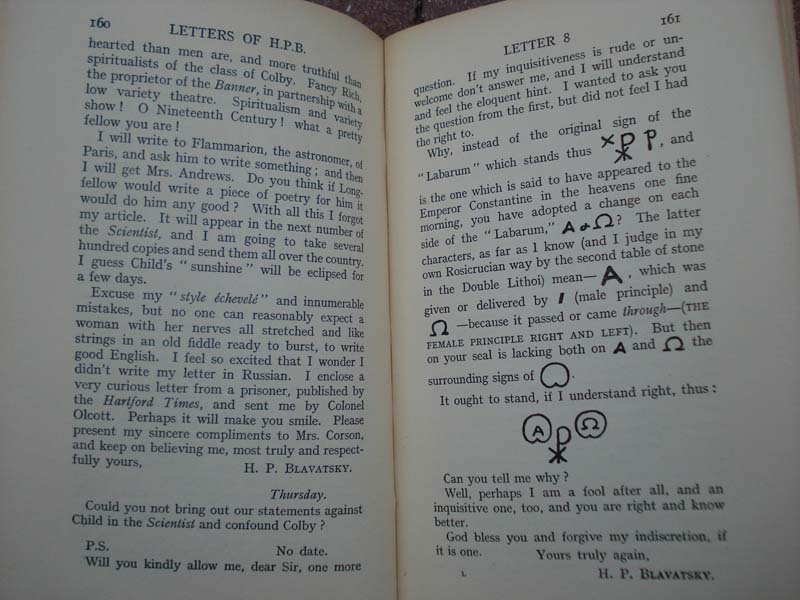 160 LETTERS OF H.P.B.
hearted than men are, and more truthful than
spiritualists of the class of Colby. Fancy Rich,
the proprietor of the Banner, in partnership with a
low variety theatre. Spiritualism and variety
show! O Nineteenth Century! what a pretty
fellow you are!
I will write to Flammarion, the astronomer, of
Paris, and ask him to write something; and then
I will get Mrs. Andrews. Do you think if Long-
fellow would write a piece of poetry for him it
would do him any good? With all this I forgot
my article. It will appear in the next number of
the Scientist, and I am going to take several
hundred copies and send them all over the country.
I guess Child's "sunshine" will be eclipsed for
a few days.
Excuse my "style échevelé" and innumerable
mistakes, but no one can reasonably expect a
woman with her nerves all stretched and like
strings in an old fiddle ready to burst, to write
good English. I feel so excited that I wonder I
didn't write my letter in Russian. I enclose a
very curious letter from a prisoner, published by
the Hartford Times, and sent me by Colonel
Olcott. Perhaps it will make you smile. Please
present my sincere compliments to Mrs. Corson,
and keep on believing me, most truly and respect-
fully yours, H. P. BLAVATSKY.
Thursday.
Could you not bring out our statements against
Child in the Scientist and confound Colby?
P.S. No date.
Will you kindly allow me, dear Sir, one more
LETTER 8 161
question. If my inquisitiveness is rude or un-
welcome don't answer me, and I will understand
and feel the eloquent hint. I wanted to ask you
the question from the first, but did not feel I had
the right to.
Why, instead of the original sign of the
"Labarum" which stands thus ☧ , and
is the one which is said to have appeared to the
Emperor Constantine in the heavens one fine
morning, you have adopted a change on each
side of the "Labarum," A & Ω? The latter
characters, as far as I know (and I judge in my
own Rosicrucian way by the second table of stone
in the Double Lithoi) mean—A, which was
given or delivered by I (male principle) and
Ω —because it passed or came through—(THE
FEMALE PRINCIPLE RIGHT AND LEFT). But then
on your seal is lacking both on A and Ω the
surrounding signs of .
It ought to stand, if I understand right, thus:
A ☧ Ω
Can you tell me why?
Well, perhaps I am a fool after all, and an
inquisitive one, too, and you are right and know
better.
God bless you and forgive my indiscretion, if
it is one. Yours truly again,
L H. P. BLAVATSKY.